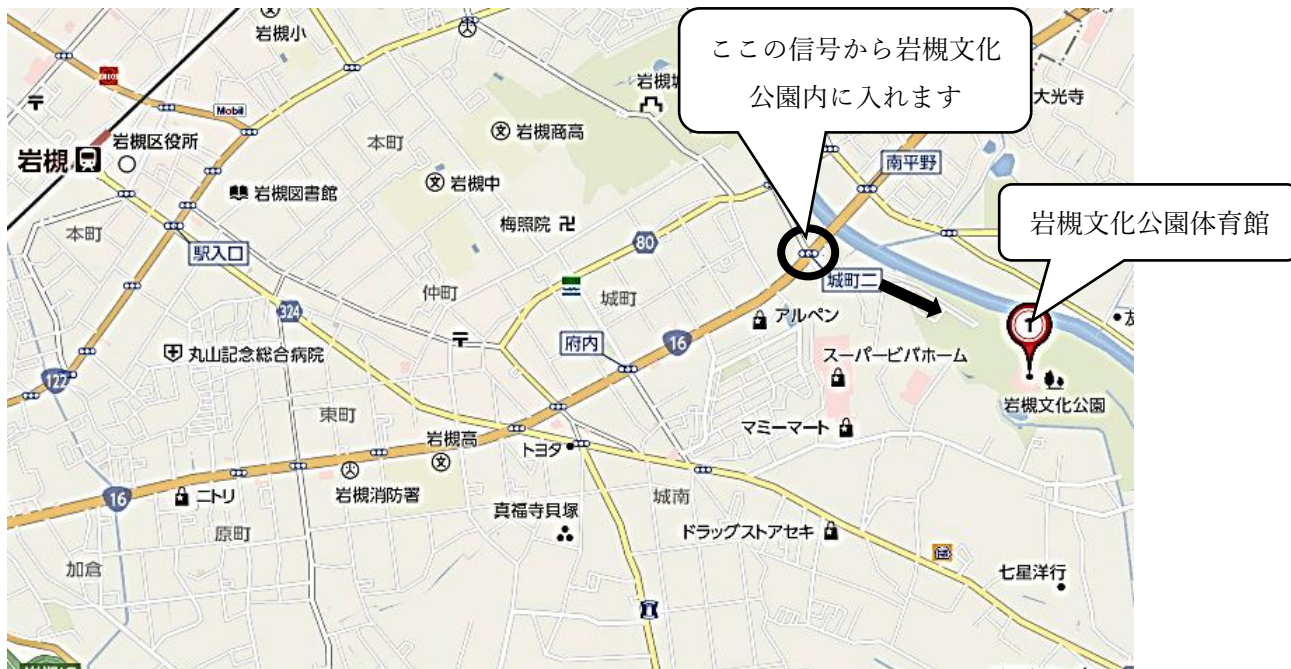 ここの信号から岩槻文化
公園内に入れます
岩槻文化公園体育館
岩槻小
Mobil
岩槻区役所
岩槻
本町
岩槻商高
大光寺
南平野
岩槻図書館
岩槻中
梅照院
本町
駅入口
80
仲町
城町
城町二
アルペン
324
丸山記念総合病院
府内
16
スーパービバホーム
122
岩槻文化公園
東町
岩槻高
トヨタ
マミーマート
16
ニトリ
岩槻消防署
城南
真福寺貝塚
原町
ドラッグストアセキ
加倉
七星洋行